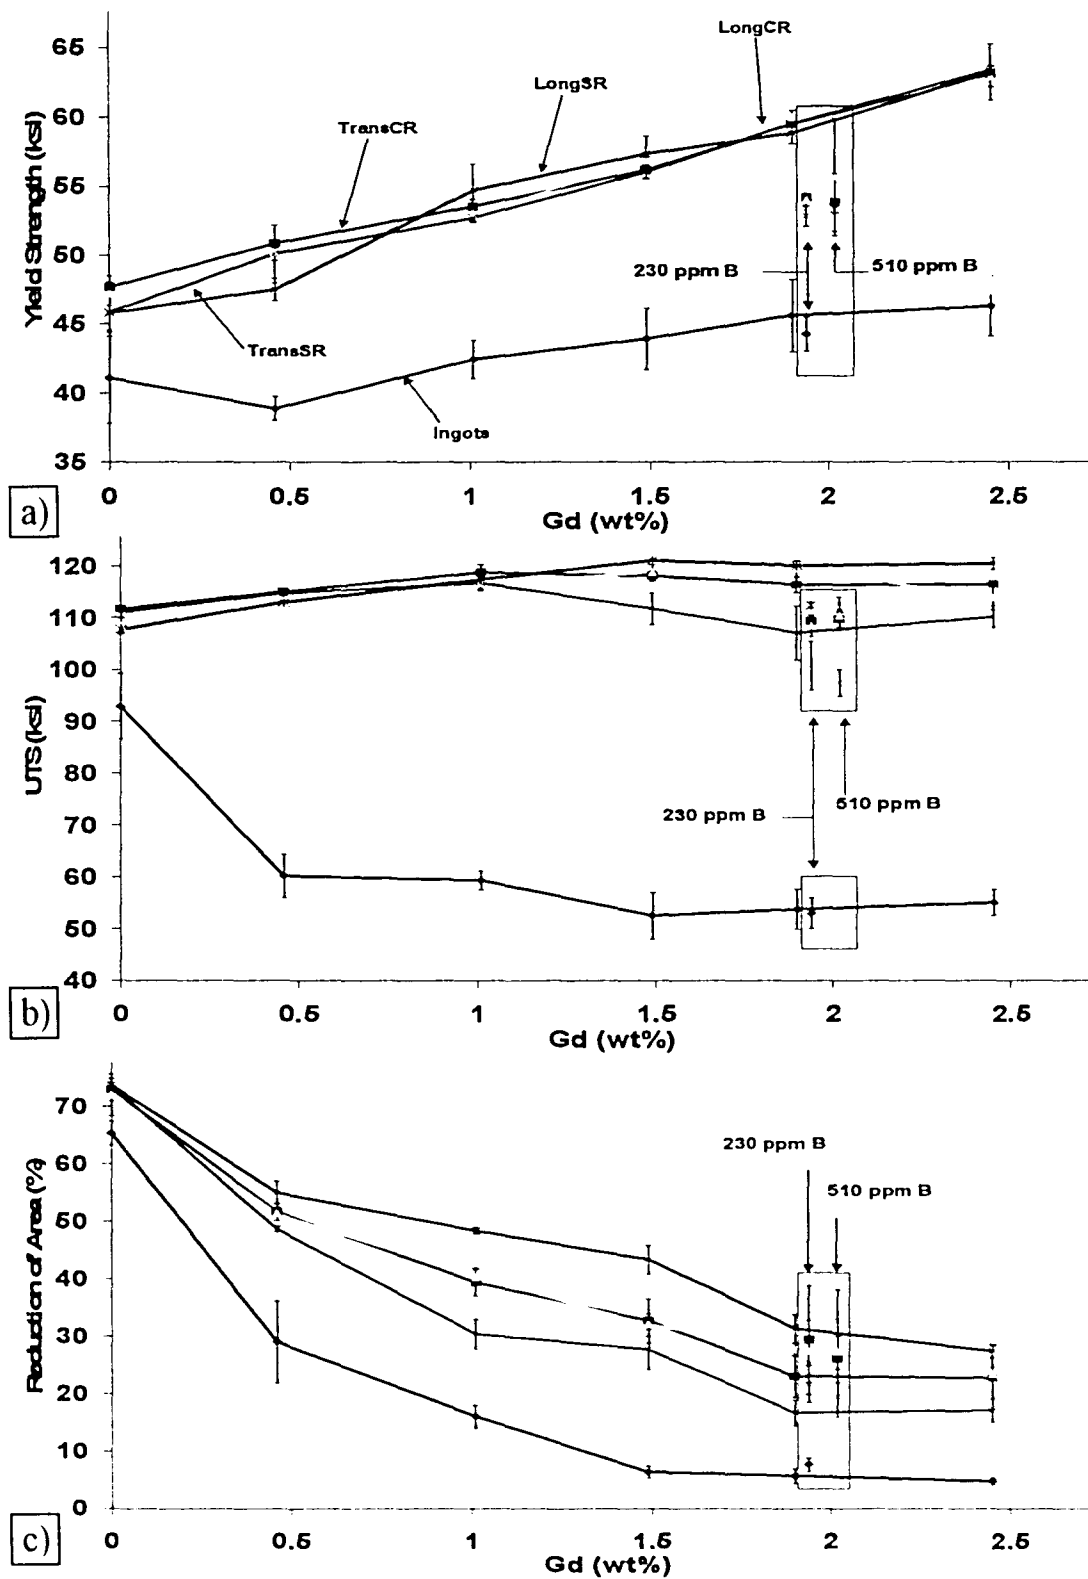 65
60
55
50
45
40
35
Yield Strength (ksi)
LongCR
LongSR
TransCR
TransSR
Ingots
230 ppm B
510 ppm B
0 0.5 1 1.5 2 2.5
Gd (wt%)
a)
120
110
100
90
80
70
60
50
40
UTS (ksi)
510 ppm B
230 ppm B
0 0.5 1 1.5 2 2.5
Gd (wt%)
b)
70
60
50
40
30
20
10
0
Reduction of Area (%)
230 ppm B
510 ppm B
0 0.5 1 1.5 2 2.5
Gd (wt%)
c)